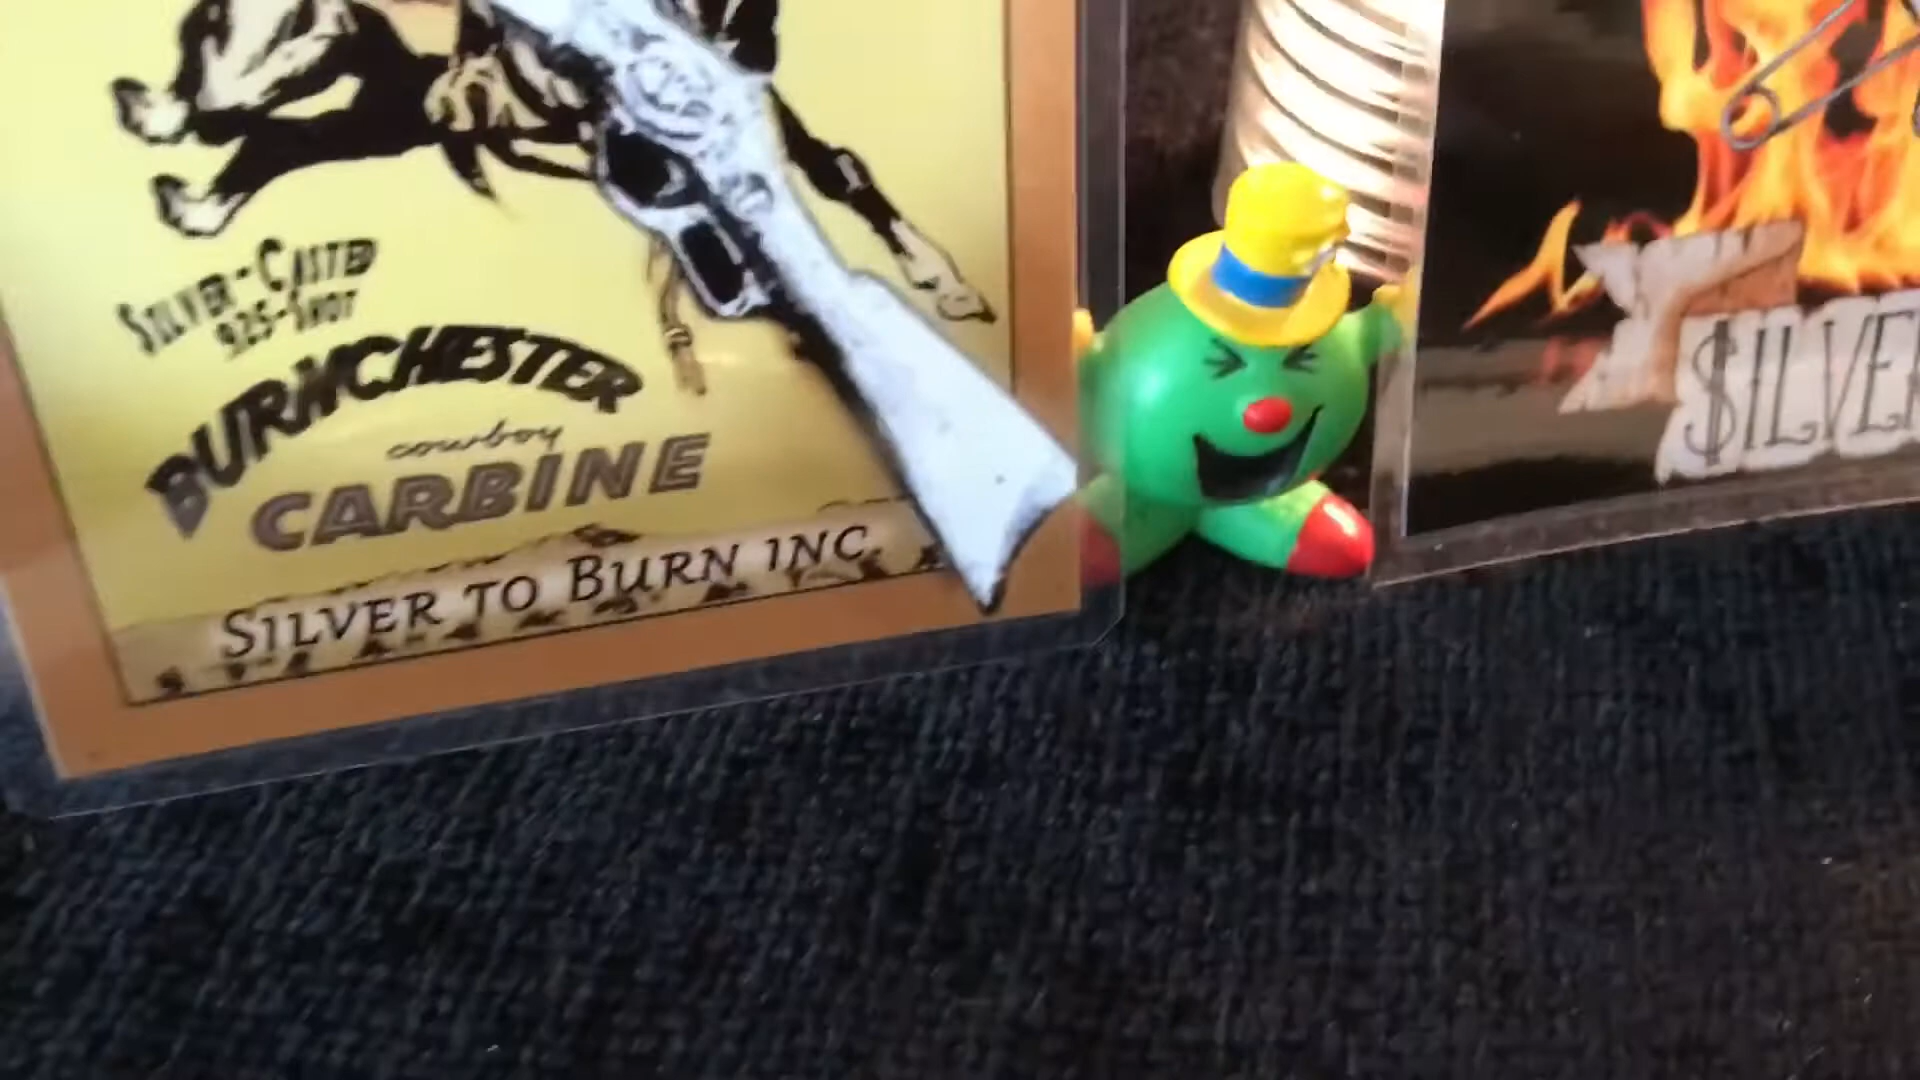 SILVER-CASTED
925-SHOT
BURNCHESTER
cowboy
CARBINE
SILVER TO BURN INC
$ILVER